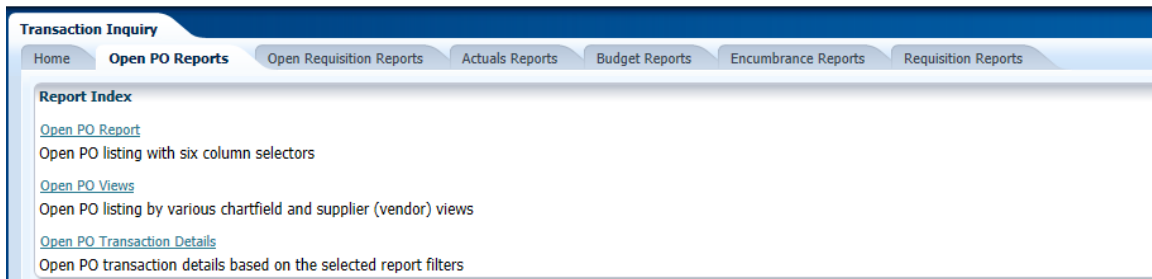 Transaction Inquiry
Home Open PO Reports Open Requisition Reports Actuals Reports Budget Reports Encumbrance Reports Requisition Reports
Report Index
Open PO Report
Open PO listing with six column selectors
Open PO Views
Open PO listing by various chartfield and supplier (vendor) views
Open PO Transaction Details
Open PO transaction details based on the selected report filters